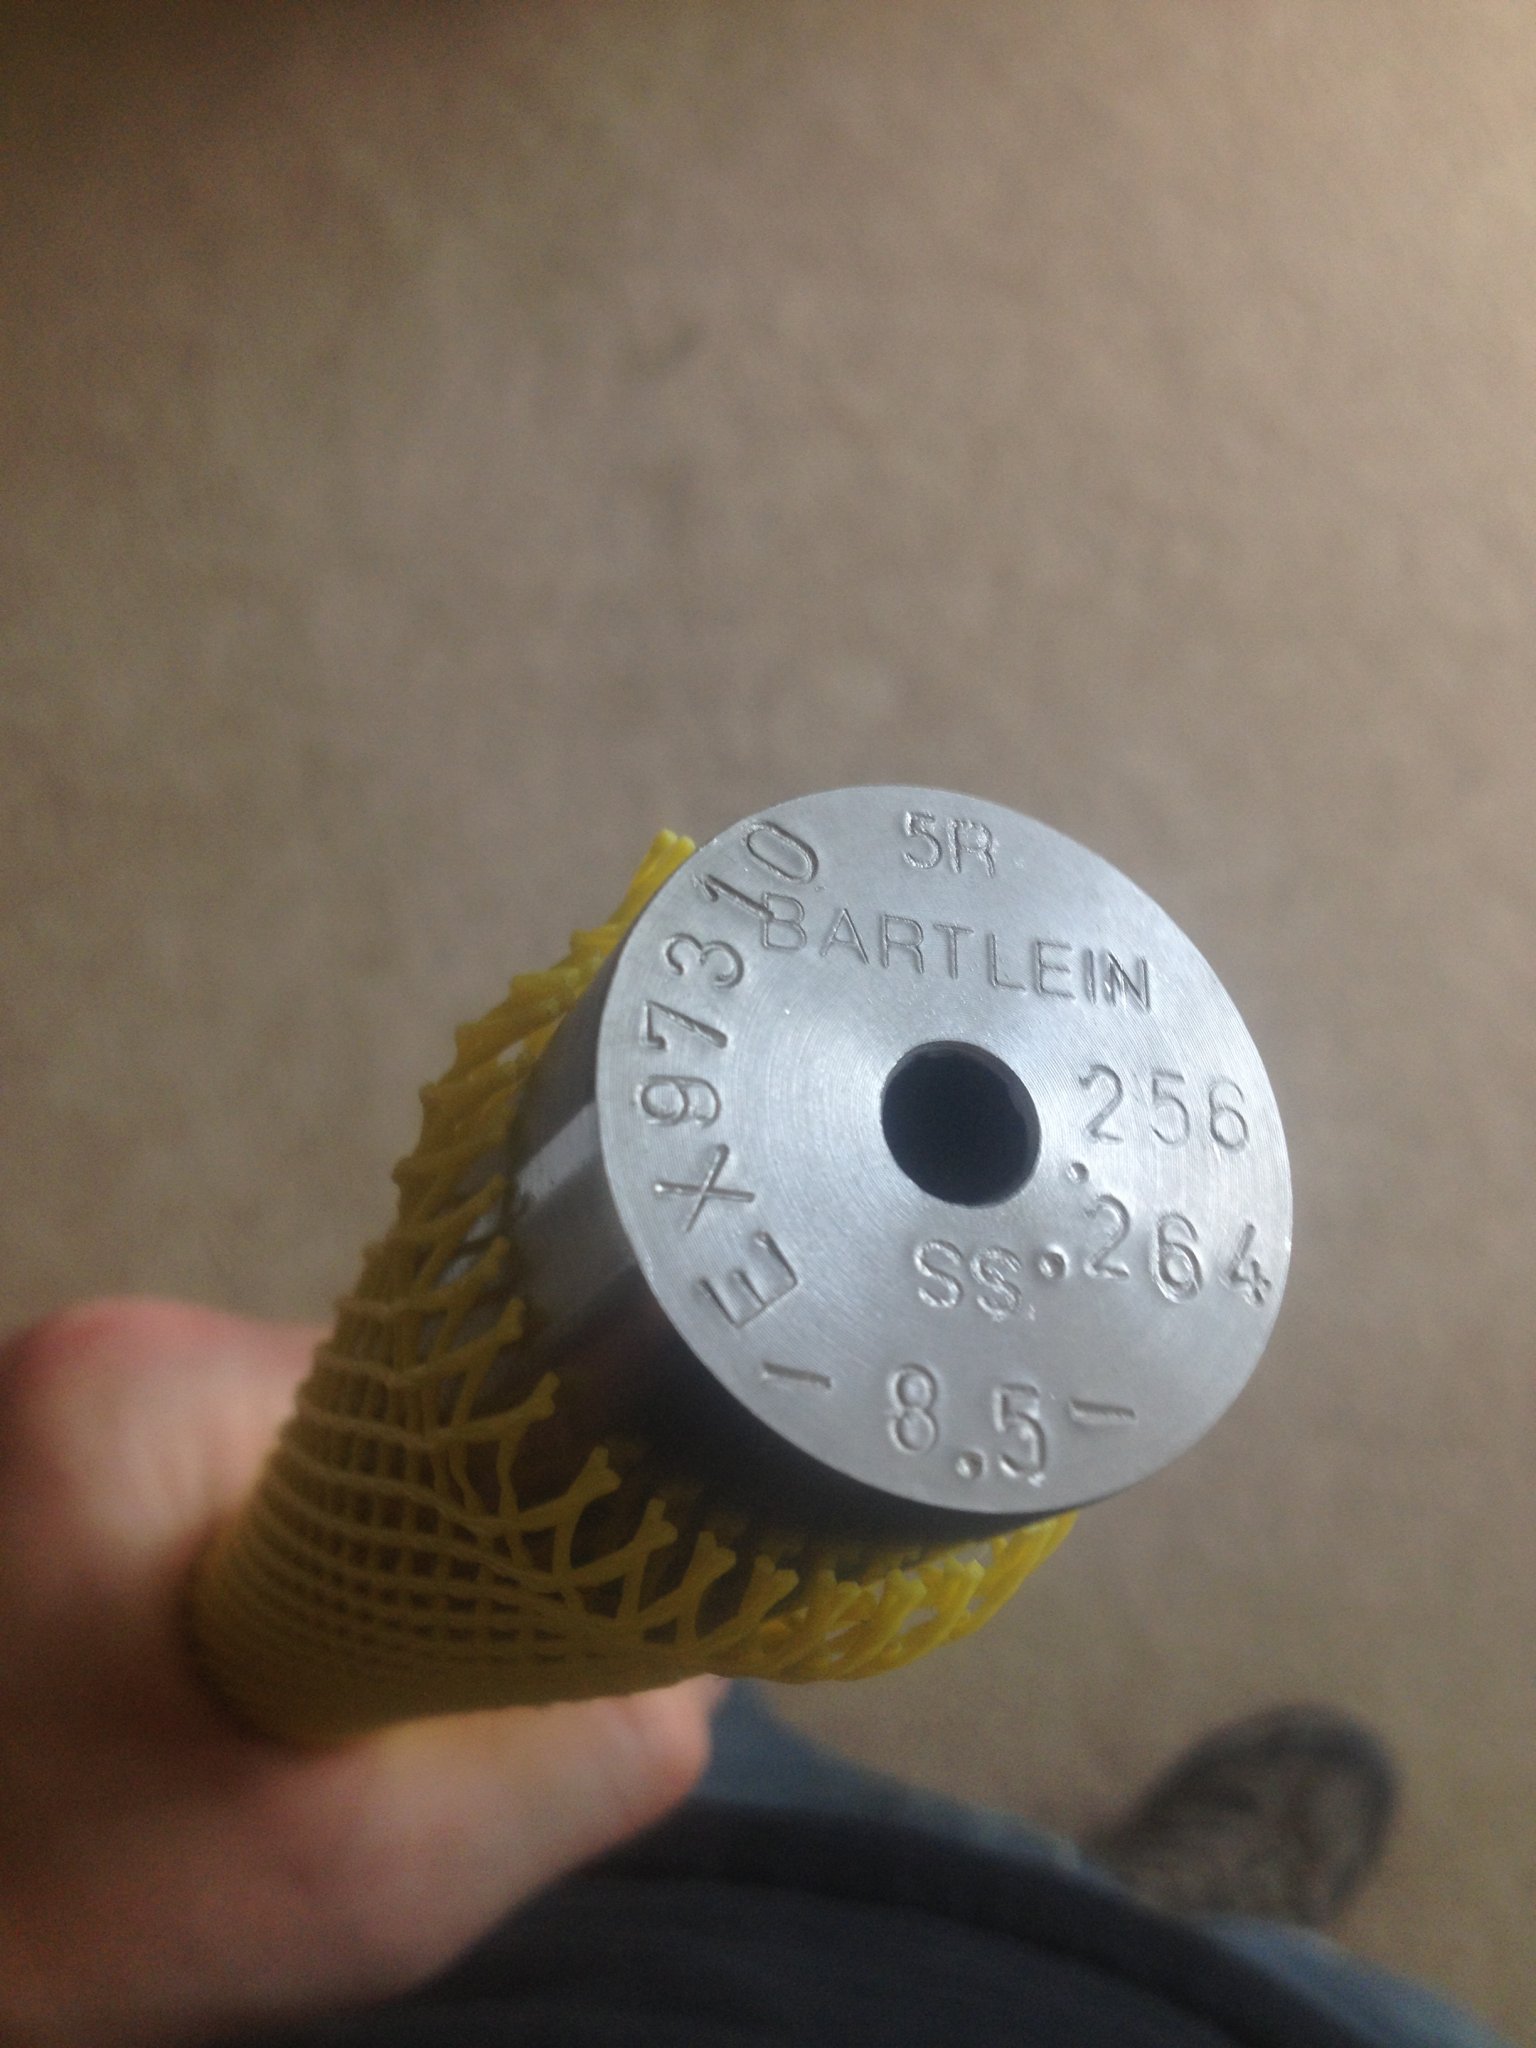 5R
BARTLEIN
.256
.264
SS
- 8.5 -
EX97310